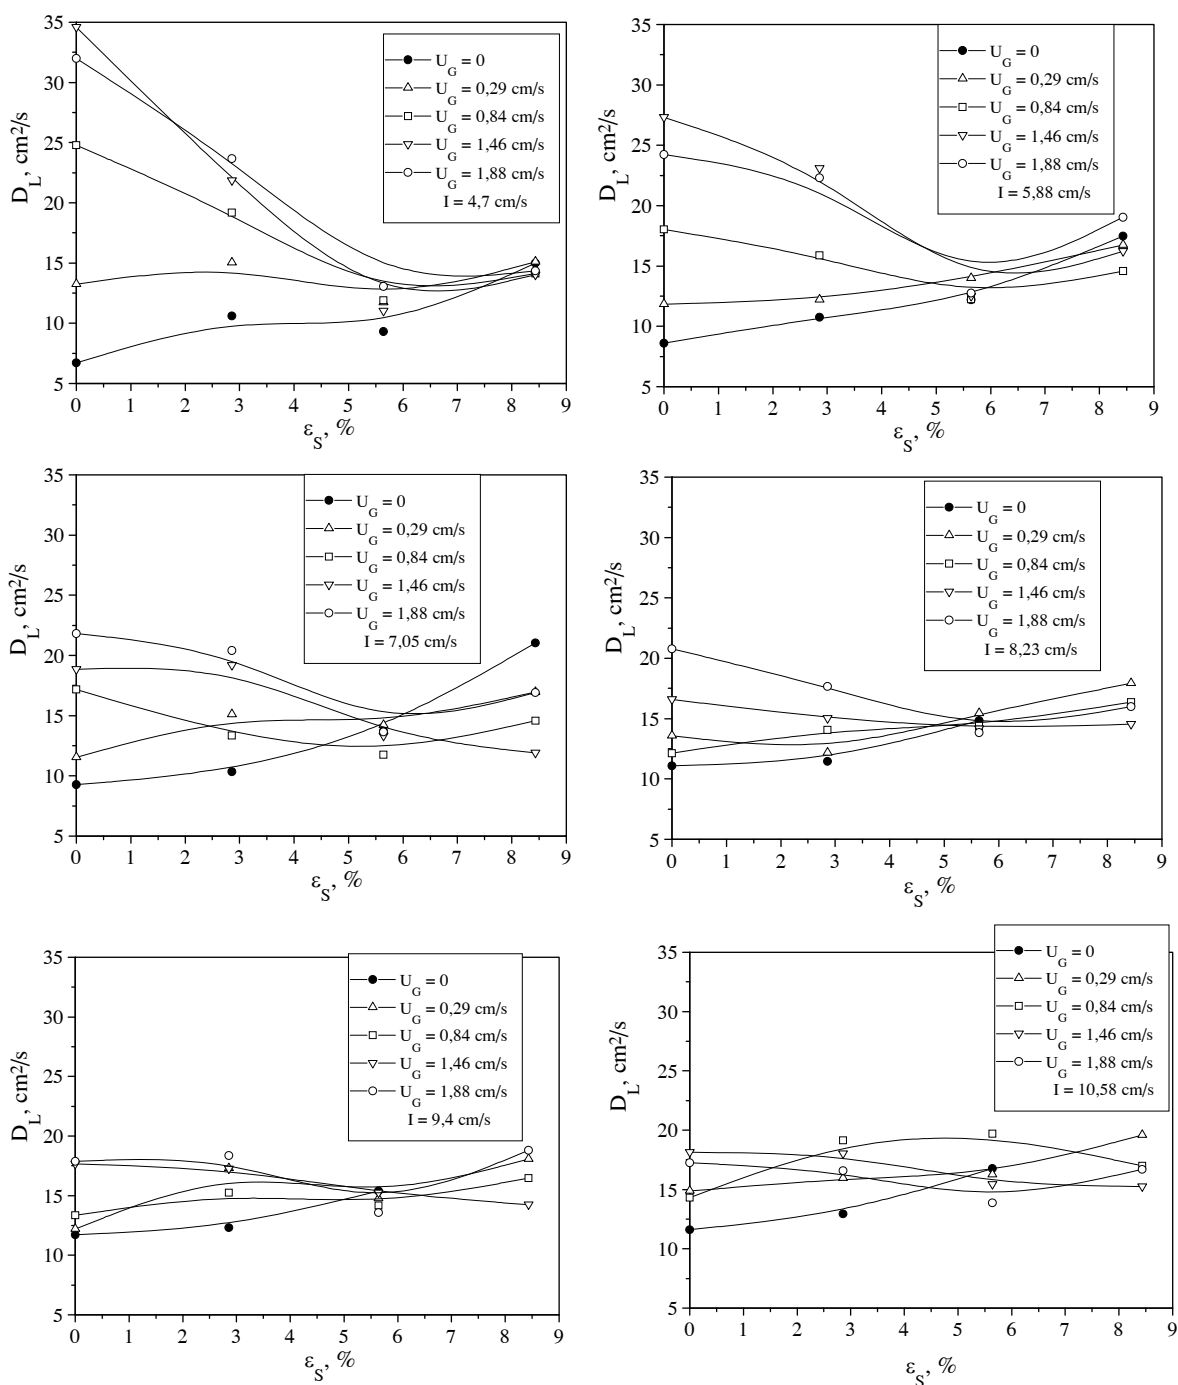 35
30
25
20
15
10
5
D_L, cm²/s
U_G = 0
U_G = 0,29 cm/s
U_G = 0,84 cm/s
U_G = 1,46 cm/s
U_G = 1,88 cm/s
I = 4,7 cm/s
0 1 2 3 4 5 6 7 8 9
ε_S, %
35
30
25
20
15
10
5
D_L, cm²/s
U_G = 0
U_G = 0,29 cm/s
U_G = 0,84 cm/s
U_G = 1,46 cm/s
U_G = 1,88 cm/s
I = 5,88 cm/s
0 1 2 3 4 5 6 7 8 9
ε_S, %
35
30
25
20
15
10
5
D_L, cm²/s
U_G = 0
U_G = 0,29 cm/s
U_G = 0,84 cm/s
U_G = 1,46 cm/s
U_G = 1,88 cm/s
I = 7,05 cm/s
0 1 2 3 4 5 6 7 8 9
ε_S, %
35
30
25
20
15
10
5
D_L, cm²/s
U_G = 0
U_G = 0,29 cm/s
U_G = 0,84 cm/s
U_G = 1,46 cm/s
U_G = 1,88 cm/s
I = 8,23 cm/s
0 1 2 3 4 5 6 7 8 9
ε_S, %
35
30
25
20
15
10
5
D_L, cm²/s
U_G = 0
U_G = 0,29 cm/s
U_G = 0,84 cm/s
U_G = 1,46 cm/s
U_G = 1,88 cm/s
I = 9,4 cm/s
0 1 2 3 4 5 6 7 8 9
ε_S, %
35
30
25
20
15
10
5
D_L, cm²/s
U_G = 0
U_G = 0,29 cm/s
U_G = 0,84 cm/s
U_G = 1,46 cm/s
U_G = 1,88 cm/s
I = 10,58 cm/s
0 1 2 3 4 5 6 7 8 9
ε_S, %